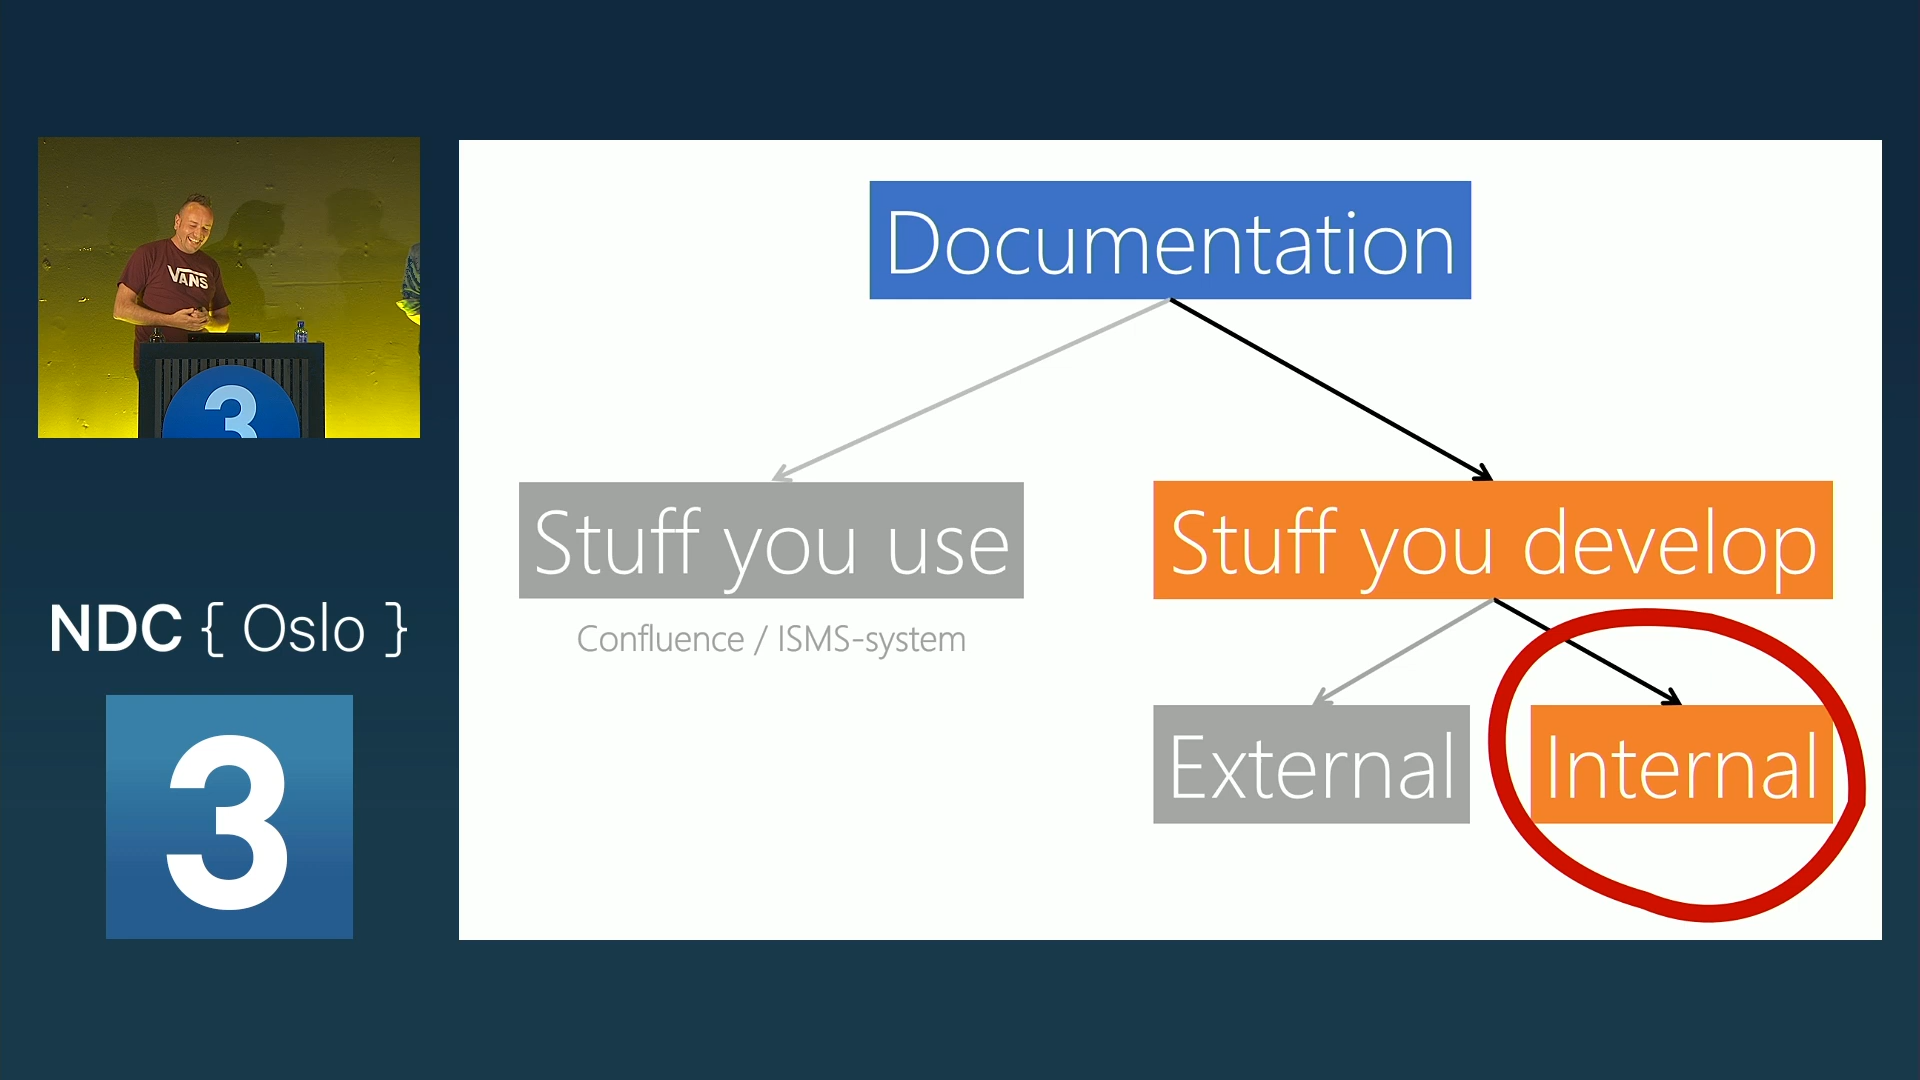 VANS
3
NDC { Oslo }
3
Documentation
Stuff you use
Stuff you develop
Confluence / ISMS-system
External
Internal